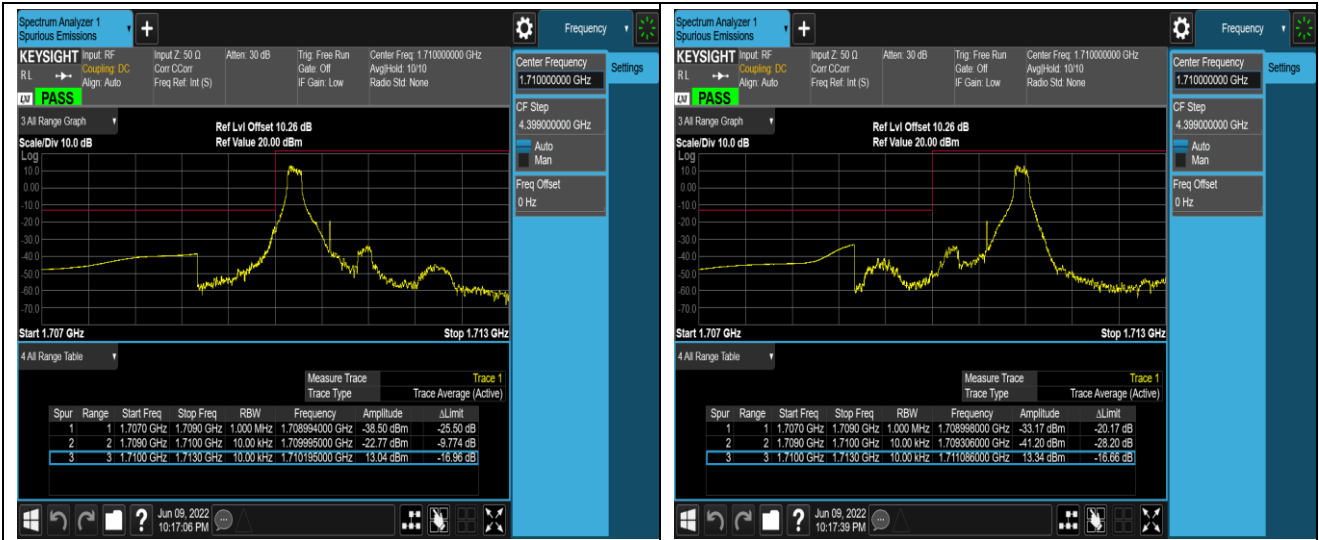 Spectrum Analyzer 1
Spurious Emissions
+
Frequency
KEYSIGHT Input: RF Input Z: 50 Ω Atten: 30 dB Trig: Free Run Center Freq: 1.710000000 GHz
RL Coupling: DC Corr CCorr Gate: Off Avg|Hold: 10/10
Align: Auto Freq Ref: Int (S) IF Gain: Low Radio Std: None
PASS
Center Frequency
1.710000000 GHz
Settings
CF Step
4.399000000 GHz
Auto
Man
Freq Offset
0 Hz
3 All Range Graph
Ref Lvl Offset 10.26 dB
Scale/Div 10.0 dB Ref Value 20.00 dBm
Log
10.0
0.00
-10.0
-20.0
-30.0
-40.0
-50.0
-60.0
-70.0
Start 1.707 GHz Stop 1.713 GHz
4 All Range Table
Measure Trace Trace 1
Trace Type Trace Average (Active)
Spur Range Start Freq Stop Freq RBW Frequency Amplitude ΔLimit
1 1 1.7070 GHz 1.7090 GHz 1.000 MHz 1.708994000 GHz -38.50 dBm -25.50 dB
2 2 1.7090 GHz 1.7100 GHz 10.00 kHz 1.709995000 GHz -22.77 dBm -9.774 dB
3 3 1.7100 GHz 1.7130 GHz 10.00 kHz 1.710195000 GHz 13.04 dBm -16.96 dB
?
Jun 09, 2022
10:17:06 PM
Spectrum Analyzer 1
Spurious Emissions
+
Frequency
KEYSIGHT Input: RF Input Z: 50 Ω Atten: 30 dB Trig: Free Run Center Freq: 1.710000000 GHz
RL Coupling: DC Corr CCorr Gate: Off Avg|Hold: 10/10
Align: Auto Freq Ref: Int (S) IF Gain: Low Radio Std: None
PASS
Center Frequency
1.710000000 GHz
Settings
CF Step
4.399000000 GHz
Auto
Man
Freq Offset
0 Hz
3 All Range Graph
Ref Lvl Offset 10.26 dB
Scale/Div 10.0 dB Ref Value 20.00 dBm
Log
10.0
0.00
-10.0
-20.0
-30.0
-40.0
-50.0
-60.0
-70.0
Start 1.707 GHz Stop 1.713 GHz
4 All Range Table
Measure Trace Trace 1
Trace Type Trace Average (Active)
Spur Range Start Freq Stop Freq RBW Frequency Amplitude ΔLimit
1 1 1.7070 GHz 1.7090 GHz 1.000 MHz 1.708998000 GHz -33.17 dBm -20.17 dB
2 2 1.7090 GHz 1.7100 GHz 10.00 kHz 1.709306000 GHz -41.20 dBm -28.20 dB
3 3 1.7100 GHz 1.7130 GHz 10.00 kHz 1.711086000 GHz 13.34 dBm -16.66 dB
?
Jun 09, 2022
10:17:39 PM